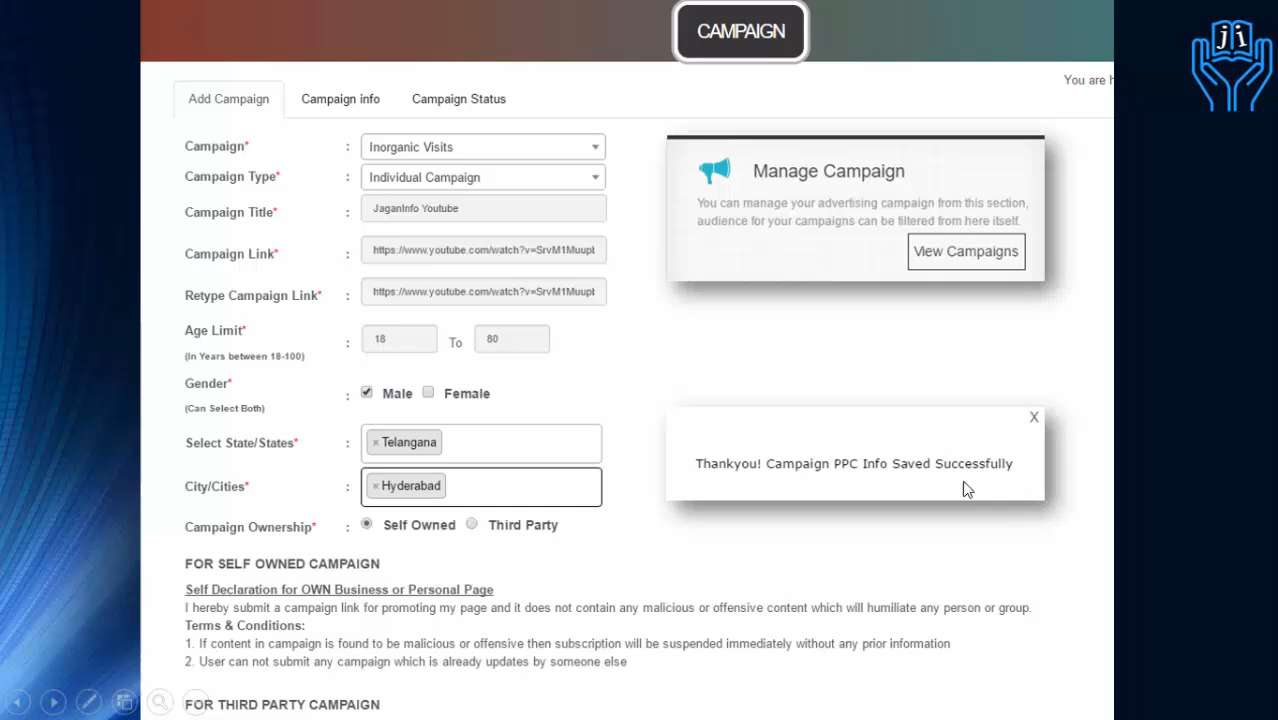 CAMPAIGN
ji
You are h
Add Campaign Campaign info Campaign Status
Campaign* : Inorganic Visits
Campaign Type* : Individual Campaign
Campaign Title* : JaganInfo Youtube
Campaign Link* : https://www.youtube.com/watch?v=SrvM1Muupt
Retype Campaign Link* : https://www.youtube.com/watch?v=SrvM1Muupt
Age Limit* : 18 To 80
(In Years between 18-100)
Gender* : Male Female
(Can Select Both)
Select State/States* : × Telangana
City/Cities* : × Hyderabad
Campaign Ownership* : Self Owned Third Party
Manage Campaign
You can manage your advertising campaign from this section,
audience for your campaigns can be filtered from here itself.
View Campaigns
X
Thankyou! Campaign PPC Info Saved Successfully
FOR SELF OWNED CAMPAIGN
Self Declaration for OWN Business or Personal Page
I hereby submit a campaign link for promoting my page and it does not contain any malicious or offensive content which will humiliate any person or group.
Terms & Conditions:
1. If content in campaign is found to be malicious or offensive then subscription will be suspended immediately without any prior information
2. User can not submit any campaign which is already updates by someone else
FOR THIRD PARTY CAMPAIGN